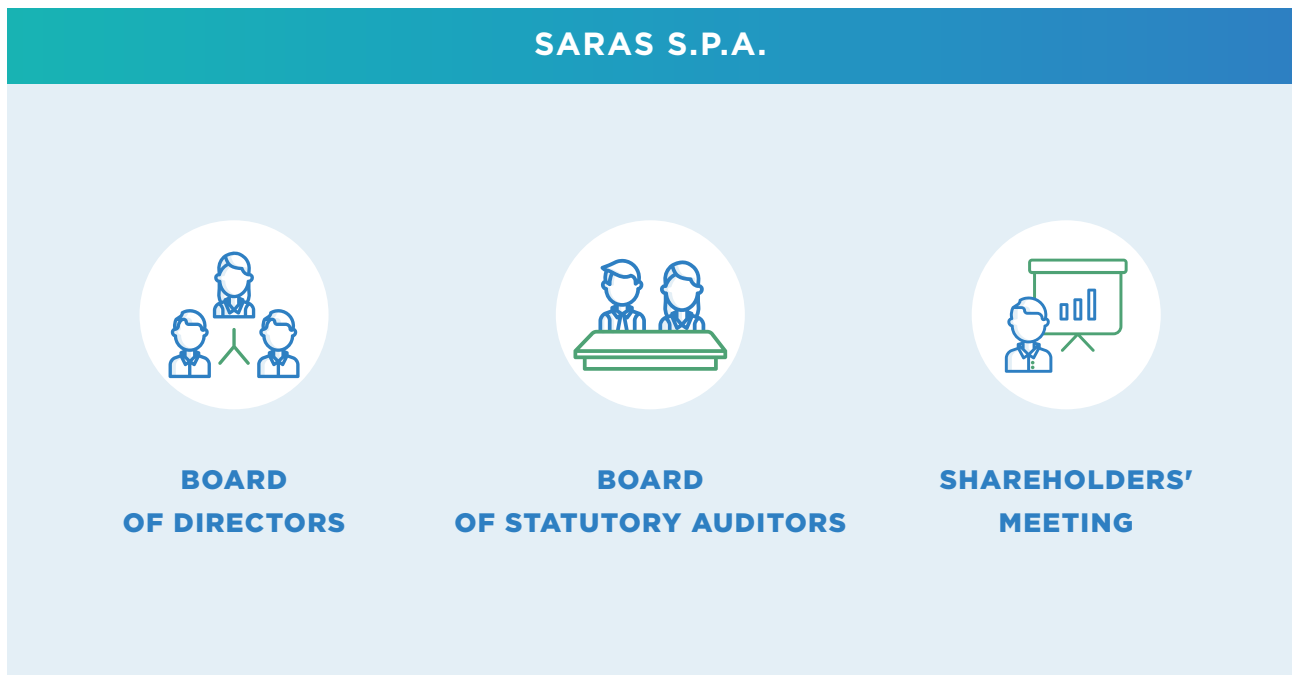 SARAS S.P.A.
BOARD
OF DIRECTORS
BOARD
OF STATUTORY AUDITORS
SHAREHOLDERS'
MEETING